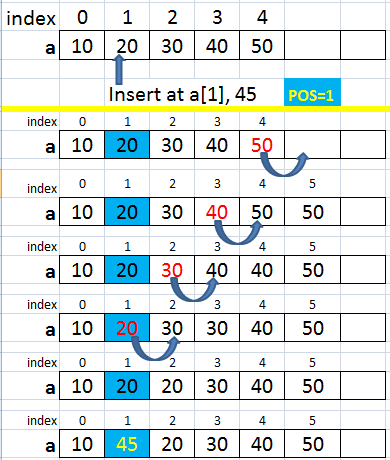 index 0 1 2 3 4
a 10 20 30 40 50
Insert at a[1], 45 POS=1
index 0 1 2 3 4
a 10 20 30 40 50
index 0 1 2 3 4 5
a 10 20 30 40 50 50
index 0 1 2 3 4 5
a 10 20 30 40 40 50
index 0 1 2 3 4 5
a 10 20 30 30 40 50
index 0 1 2 3 4 5
a 10 20 20 30 40 50
index 0 1 2 3 4 5
a 10 45 20 30 40 50